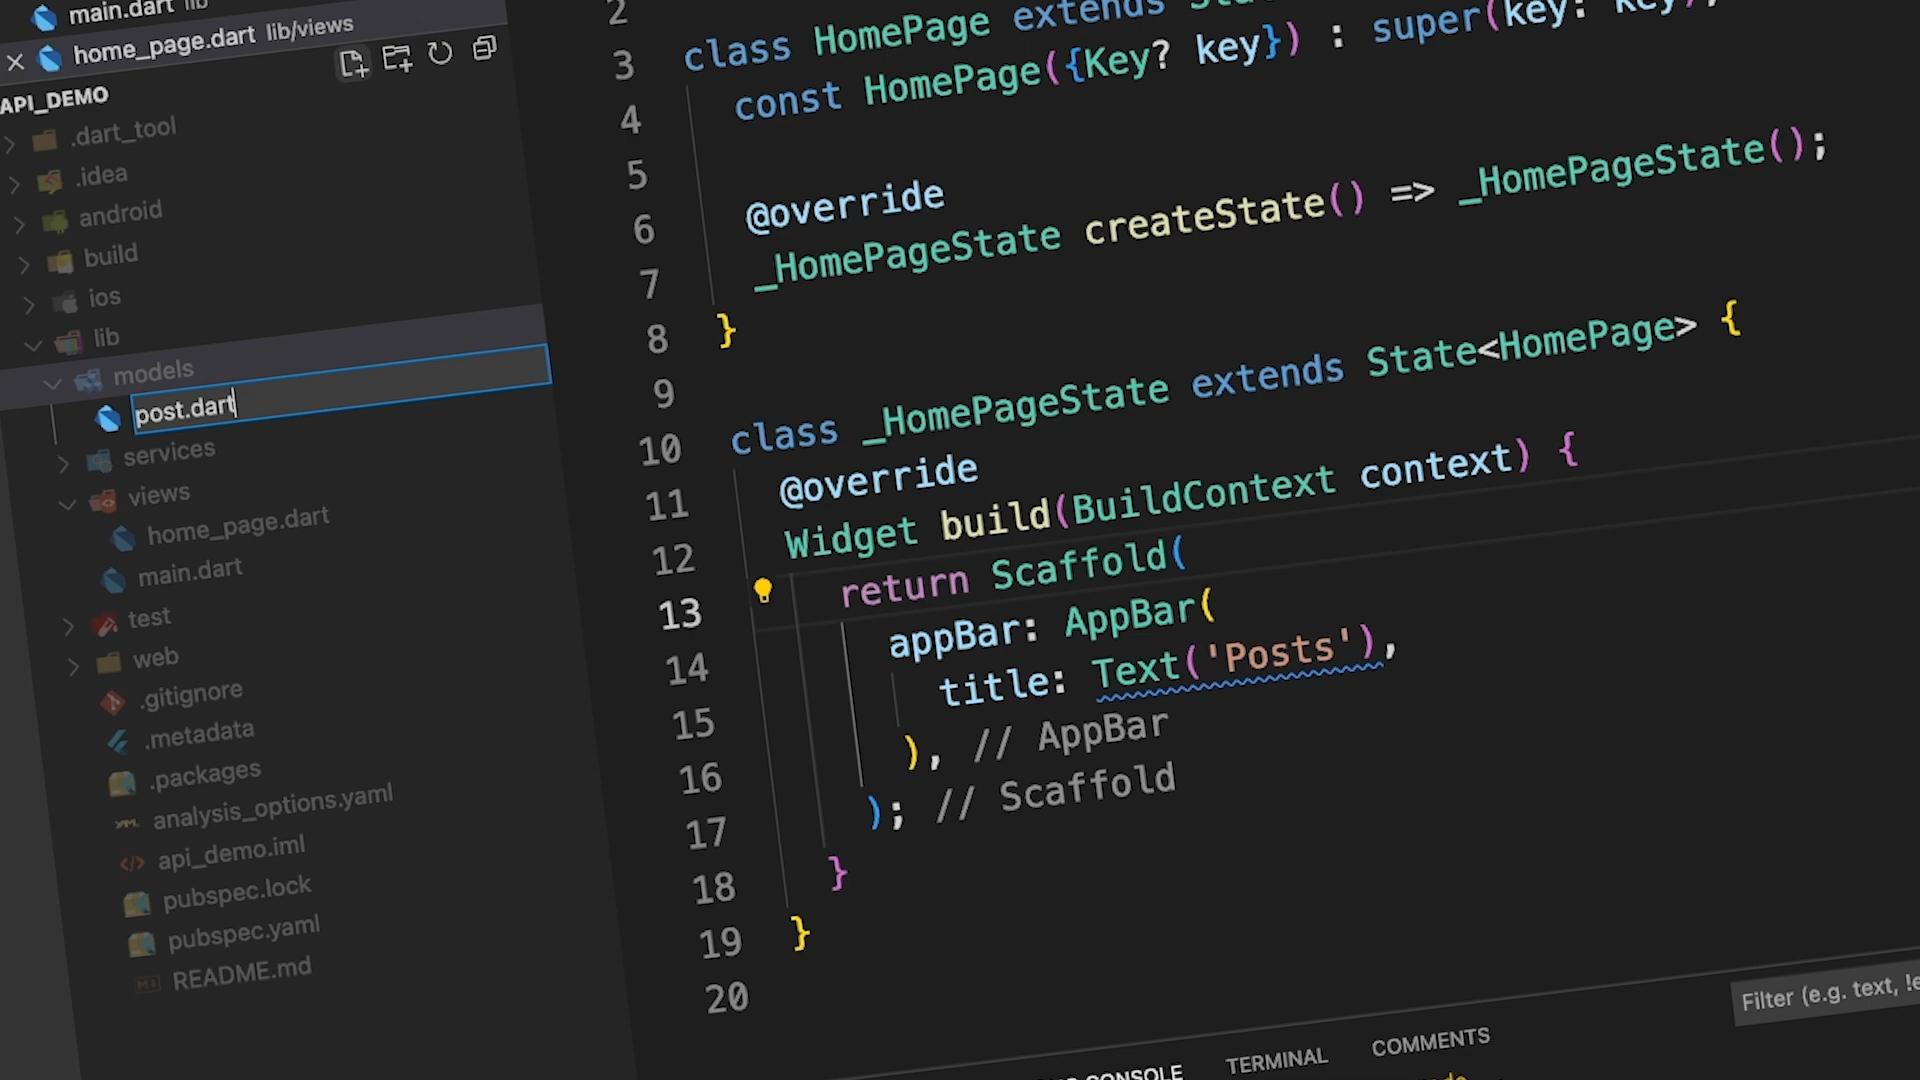 main.dart lib
home_page.dart lib/views
API_DEMO
.dart_tool
.idea
android
build
ios
lib
models
post.dart
services
views
home_page.dart
main.dart
test
web
.gitignore
.metadata
.packages
analysis_options.yaml
api_demo.iml
pubspec.lock
pubspec.yaml
README.md
2
3 class HomePage extends
4 const HomePage({Key? key}) : super(key: key);
5
6 @override
7 _HomePageState createState() => _HomePageState();
8 }
9
10 class _HomePageState extends State<HomePage> {
11 @override
12 Widget build(BuildContext context) {
13 return Scaffold(
14 appBar: AppBar(
15 title: Text('Posts'),
16 ), // AppBar
17 ); // Scaffold
18 }
19 }
20
Filter (e.g. text, !e
CONSOLE
TERMINAL
COMMENTS